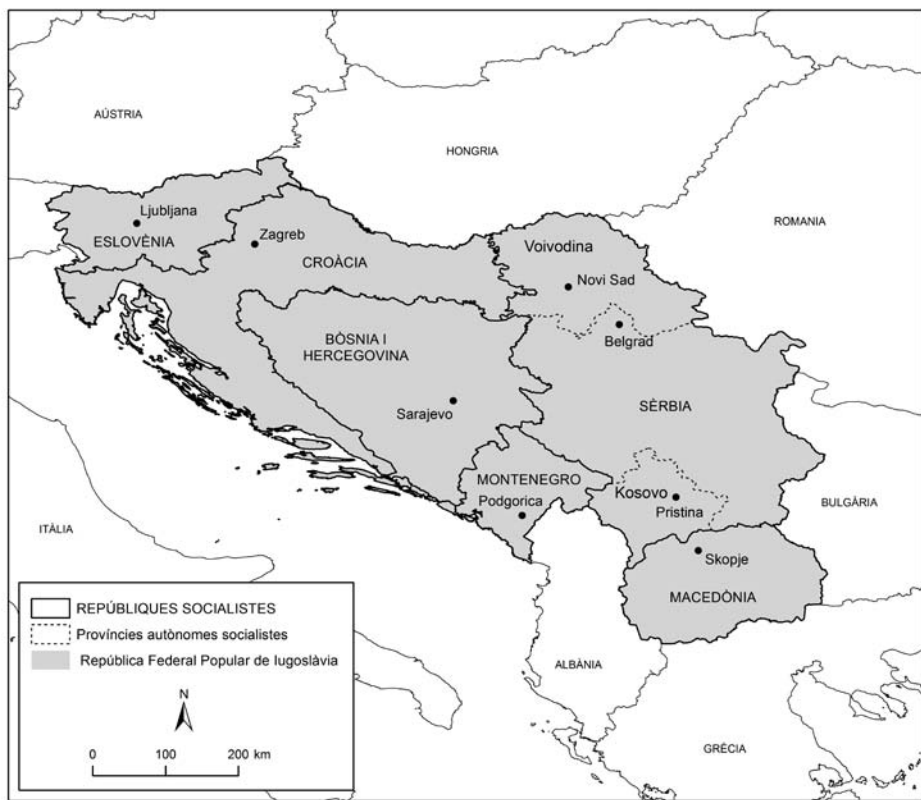 AÚSTRIA
HONGRIA
ROMANIA
Ljubljana
ESLOVÈNIA
Zagreb
CROÀCIA
Voivodina
Novi Sad
Belgrad
BÒSNIA I
HERCEGOVINA
Sarajevo
SÈRBIA
MONTENEGRO
Podgorica
Kosovo
Pristina
BULGÀRIA
ITÀLIA
Skopje
MACEDÒNIA
ALBÀNIA
GRÈCIA
REPÚBLIQUES SOCIALISTES
Províncies autònomes socialistes
República Federal Popular de Iugoslàvia
N
0 100 200 km